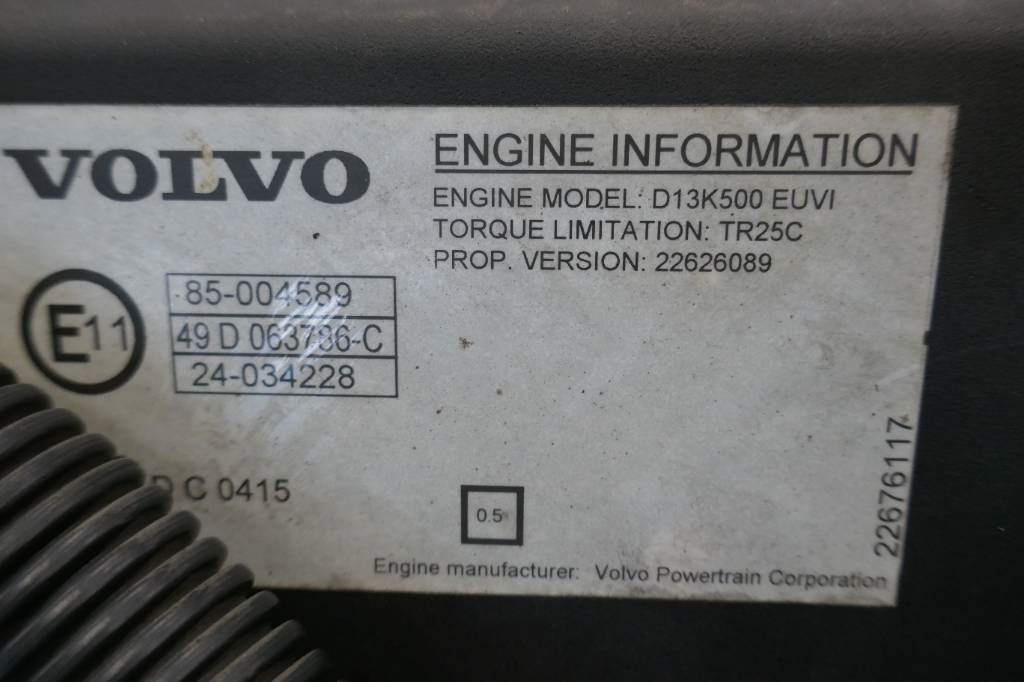 VOLVO
ENGINE INFORMATION
ENGINE MODEL: D13K500 EUVI
TORQUE LIMITATION: TR25C
PROP. VERSION: 22626089
E11
85-004589
49 D 063786-C
24-034228
D C 0415
0.5
22676117
Engine manufacturer: Volvo Powertrain Corporation